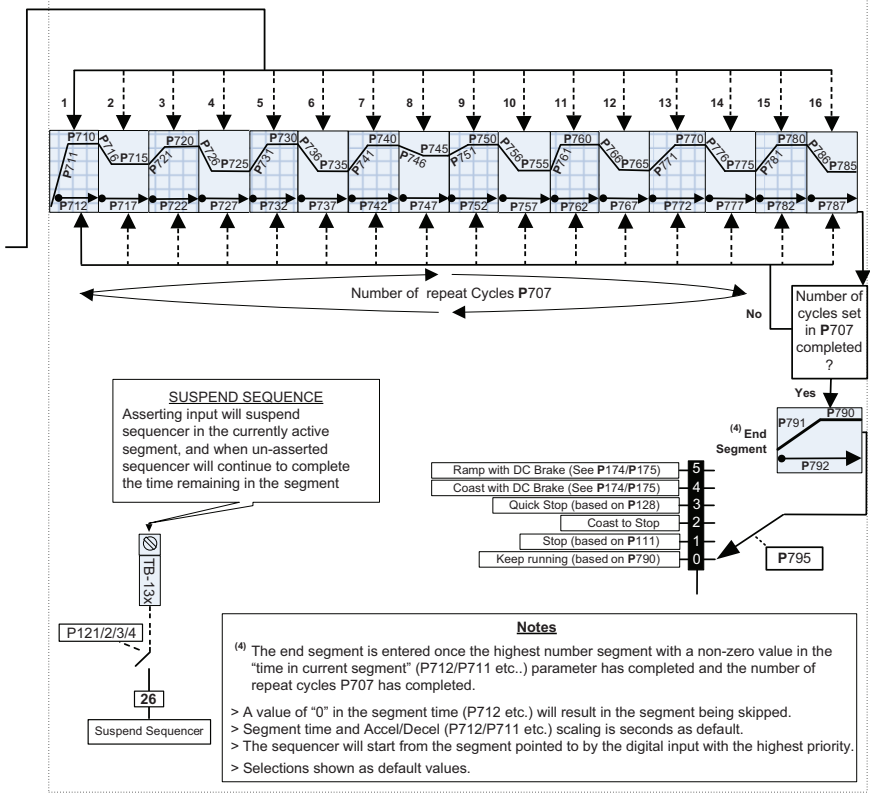 1 2 3 4 5 6 7 8 9 10 11 12 13 14 15 16
P710 P720 P730 P740 P745 P750 P760 P770 P780
P711 P716 P715 P721 P726 P725 P731 P736 P735 P741 P746 P751 P756 P755 P761 P766 P765 P771 P776 P775 P781 P786 P785
P712 P717 P722 P727 P732 P737 P742 P747 P752 P757 P762 P767 P772 P777 P782 P787
Number of repeat Cycles P707
No
Number of
cycles set
in P707
completed
?
Yes
SUSPEND SEQUENCE
Asserting input will suspend
sequencer in the currently active
segment, and when un-asserted
sequencer will continue to complete
the time remaining in the segment
(4) End
Segment
P791
P790
P792
Ramp with DC Brake (See P174/P175) 5
Coast with DC Brake (See P174/P175) 4
Quick Stop (based on P128) 3
Coast to Stop 2
Stop (based on P111) 1
Keep running (based on P790) 0
P795
TB-13x
P121/2/3/4
26
Suspend Sequencer
Notes
(4) The end segment is entered once the highest number segment with a non-zero value in the
"time in current segment" (P712/P711 etc..) parameter has completed and the number of
repeat cycles P707 has completed.
> A value of "0" in the segment time (P712 etc.) will result in the segment being skipped.
> Segment time and Accel/Decel (P712/P711 etc.) scaling is seconds as default.
> The sequencer will start from the segment pointed to by the digital input with the highest priority.
> Selections shown as default values.